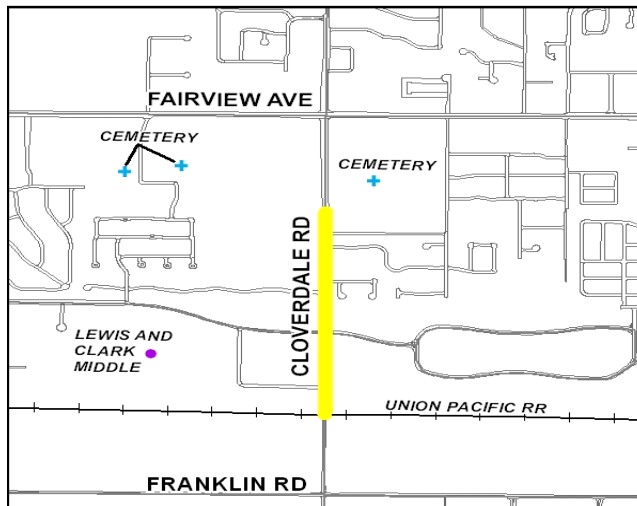 FAIRVIEW AVE
CEMETERY
CEMETERY
CLOVERDALE RD
LEWIS AND
CLARK
MIDDLE
UNION PACIFIC RR
FRANKLIN RD